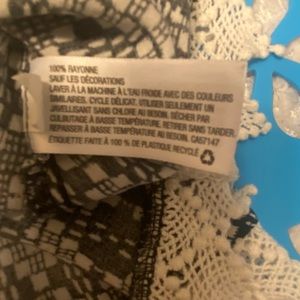 100% RAYONNE
SAUF LES DÉCORATIONS
LAVER À LA MACHINE À L'EAU FROIDE AVEC DES COULEURS
SIMILAIRES. CYCLE DÉLICAT. UTILISER SEULEMENT UN
JAVELLISANT SANS CHLORE AU BESOIN. SÉCHER PAR
CULBUTAGE À BASSE TEMPÉRATURE. RETIRER SANS TARDER.
REPASSER À BASSE TEMPÉRATURE AU BESOIN. CA57147
ÉTIQUETTE FAITE À 100 % DE PLASTIQUE RECYCLÉ